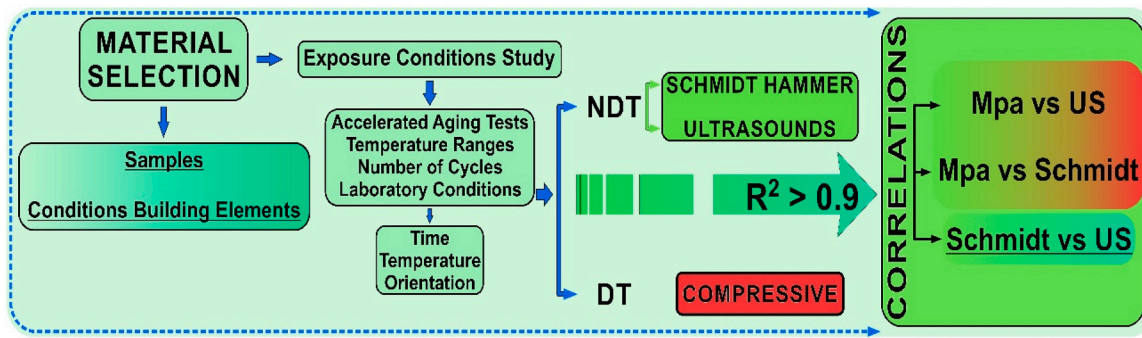 MATERIAL
SELECTION
Samples
Conditions Building Elements
Exposure Conditions Study
Accelerated Aging Tests
Temperature Ranges
Number of Cycles
Laboratory Conditions
Time
Temperature
Orientation
NDT
SCHMIDT HAMMER
ULTRASOUNDS
R² > 0.9
DT
COMPRESSIVE
CORRELATIONS
Mpa vs US
Mpa vs Schmidt
Schmidt vs US